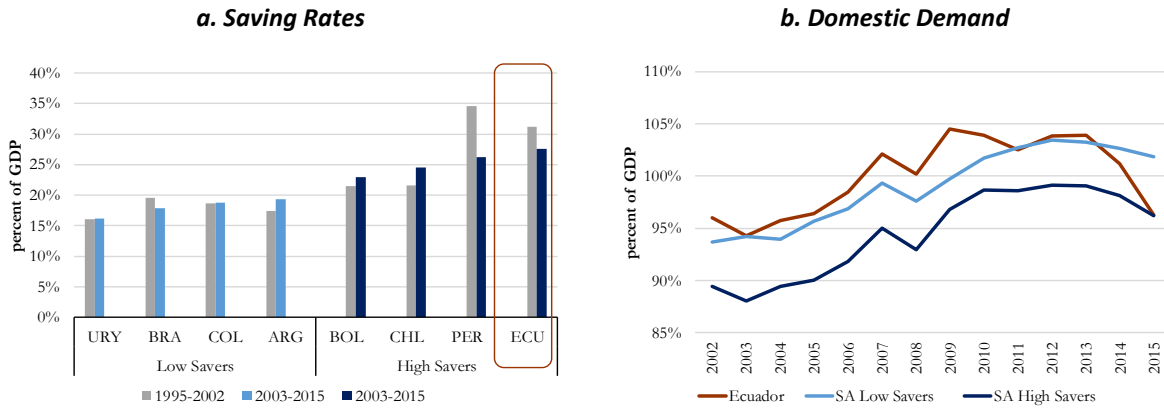 a. Saving Rates
percent of GDP
40%
35%
30%
25%
20%
15%
10%
5%
0%
URY BRA COL ARG BOL CHL PER ECU
Low Savers High Savers
1995-2002 2003-2015 2003-2015
b. Domestic Demand
percent of GDP
110%
105%
100%
95%
90%
85%
2002 2003 2004 2005 2006 2007 2008 2009 2010 2011 2012 2013 2014 2015
Ecuador SA Low Savers SA High Savers